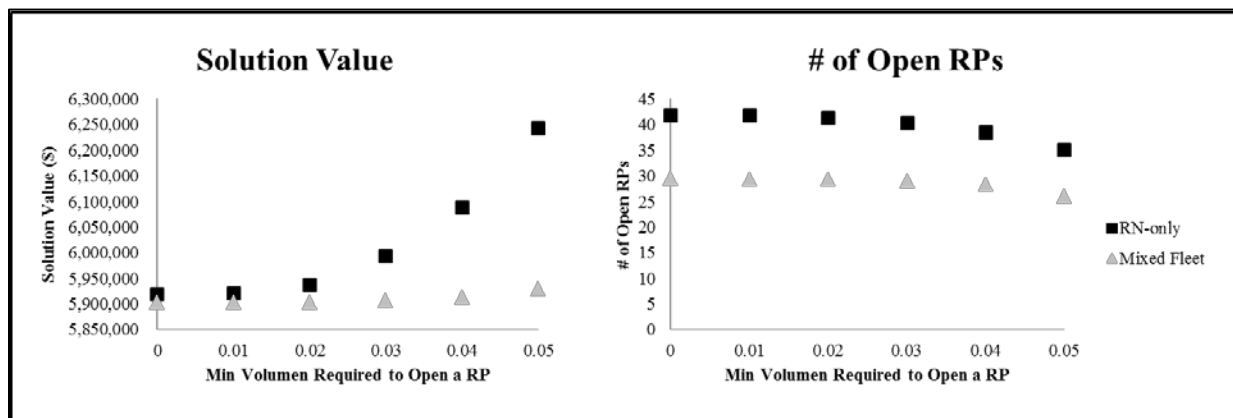 Solution Value
6,300,000
6,250,000
6,200,000
6,150,000
6,100,000
6,050,000
6,000,000
5,950,000
5,900,000
5,850,000
Solution Value ($)
0 0.01 0.02 0.03 0.04 0.05
Min Volumen Required to Open a RP
# of Open RPs
45
40
35
30
25
20
15
10
5
0
# of Open RPs
0 0.01 0.02 0.03 0.04 0.05
Min Volumen Required to Open a RP
RN-only
Mixed Fleet